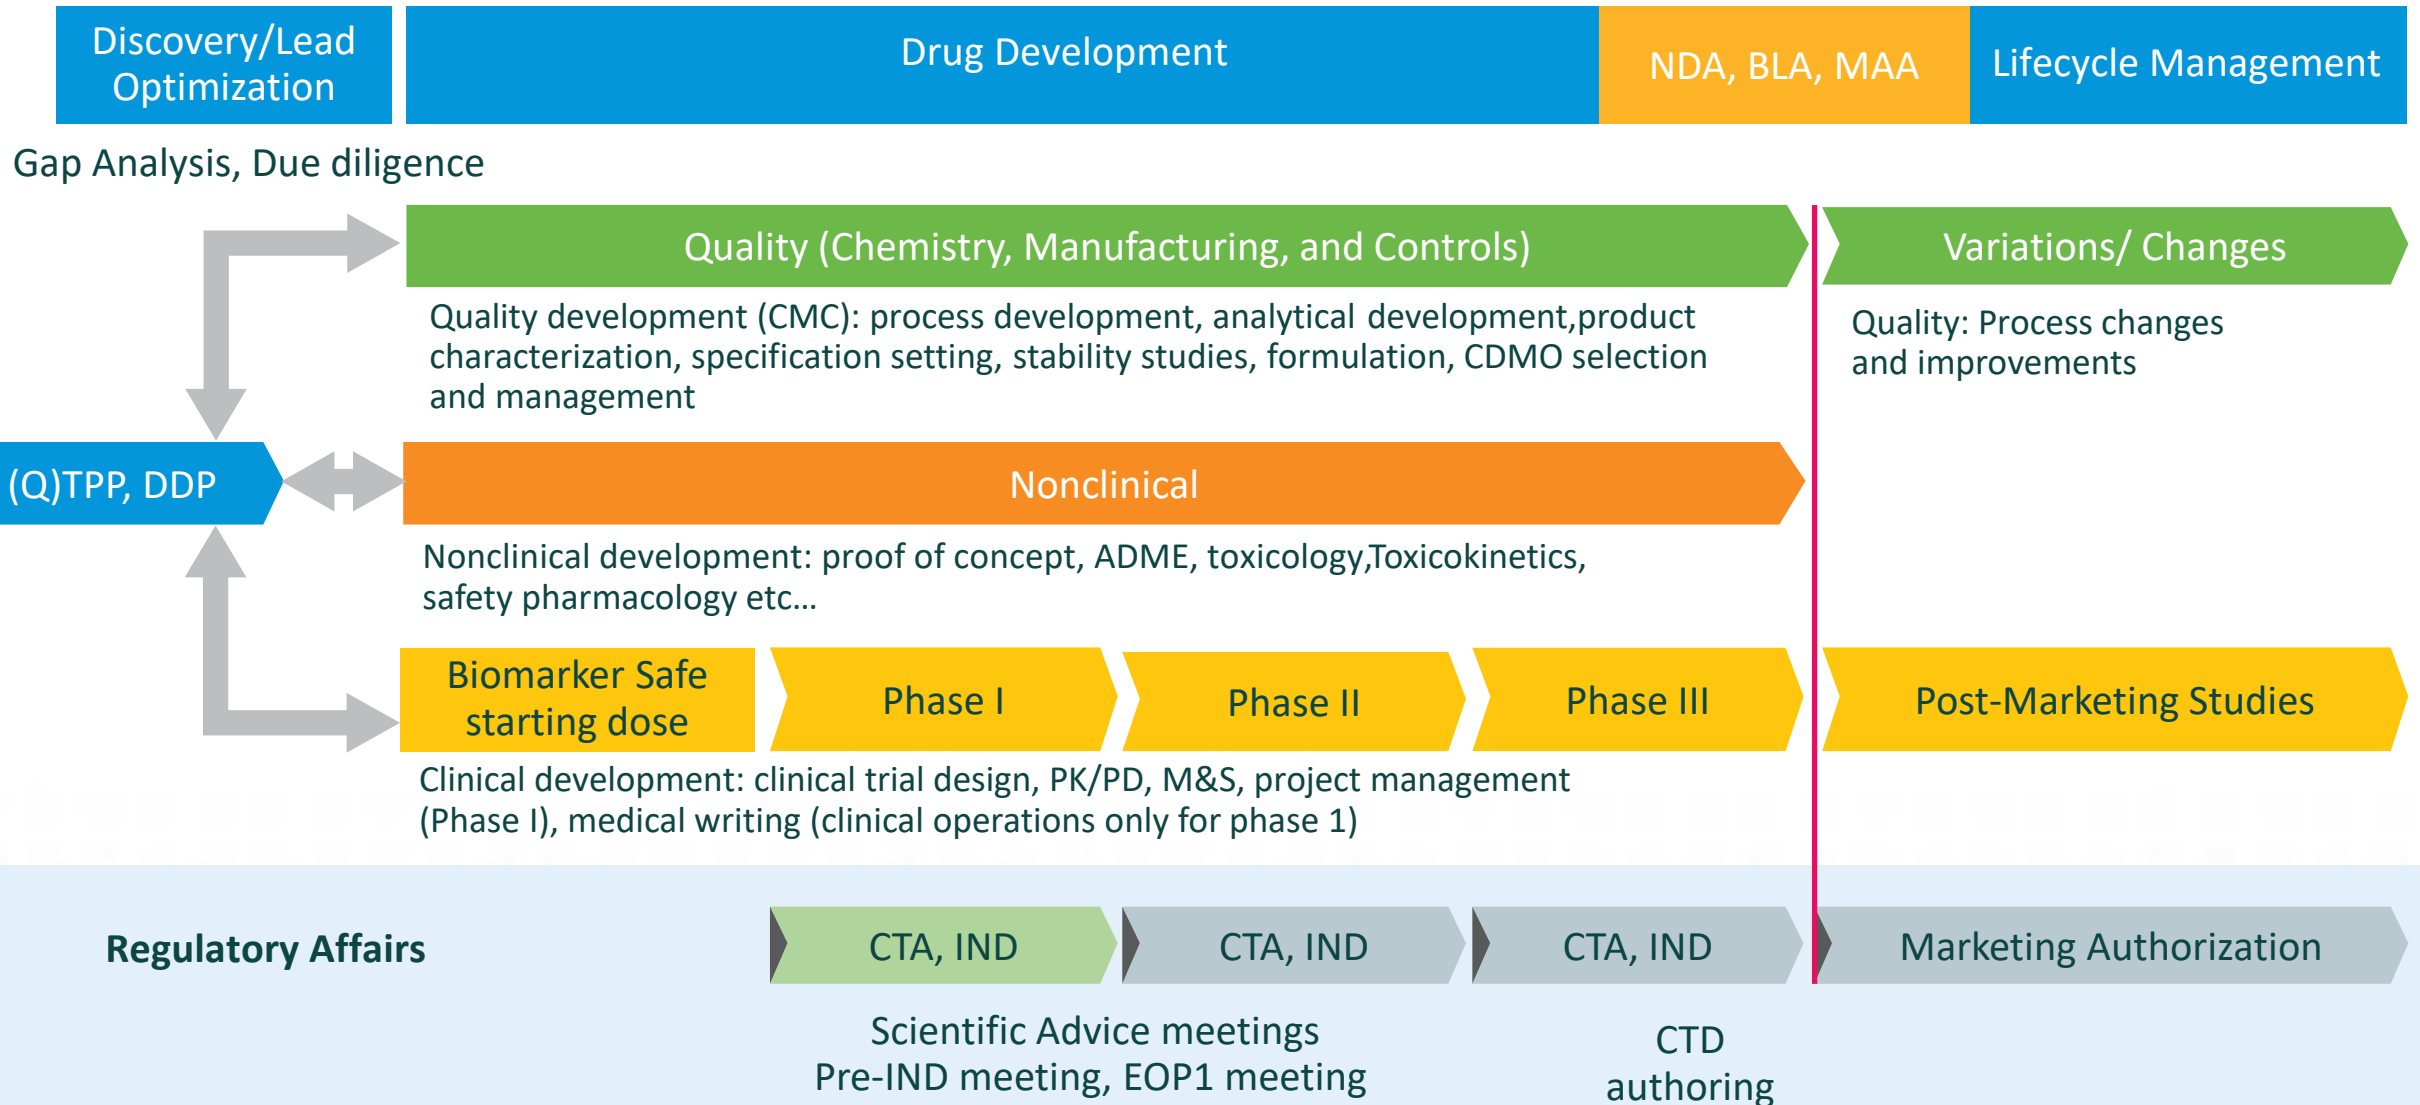 Discovery/Lead
Optimization
Drug Development
NDA, BLA, MAA
Lifecycle Management
Gap Analysis, Due diligence
Quality (Chemistry, Manufacturing, and Controls)
Variations/ Changes
Quality development (CMC): process development, analytical development,product
characterization, specification setting, stability studies, formulation, CDMO selection
and management
Quality: Process changes
and improvements
(Q)TPP, DDP
Nonclinical
Nonclinical development: proof of concept, ADME, toxicology,Toxicokinetics,
safety pharmacology etc...
Biomarker Safe
starting dose
Phase I
Phase II
Phase III
Post-Marketing Studies
Clinical development: clinical trial design, PK/PD, M&S, project management
(Phase I), medical writing (clinical operations only for phase 1)
Regulatory Affairs
CTA, IND
CTA, IND
CTA, IND
Marketing Authorization
Scientific Advice meetings
Pre-IND meeting, EOP1 meeting
CTD
authoring